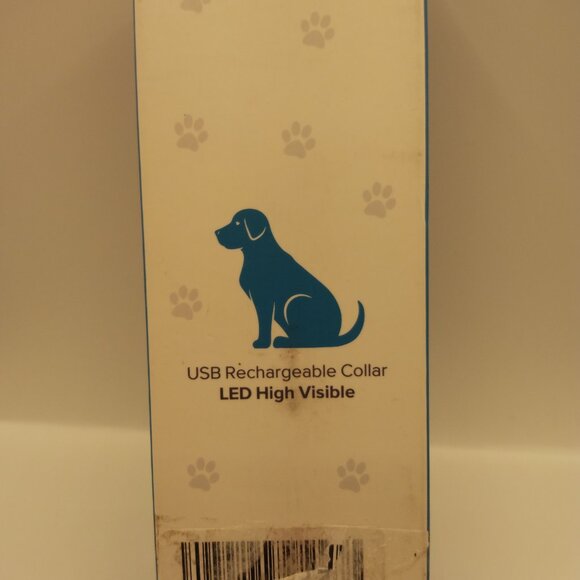 USB Rechargeable Collar
LED High Visible